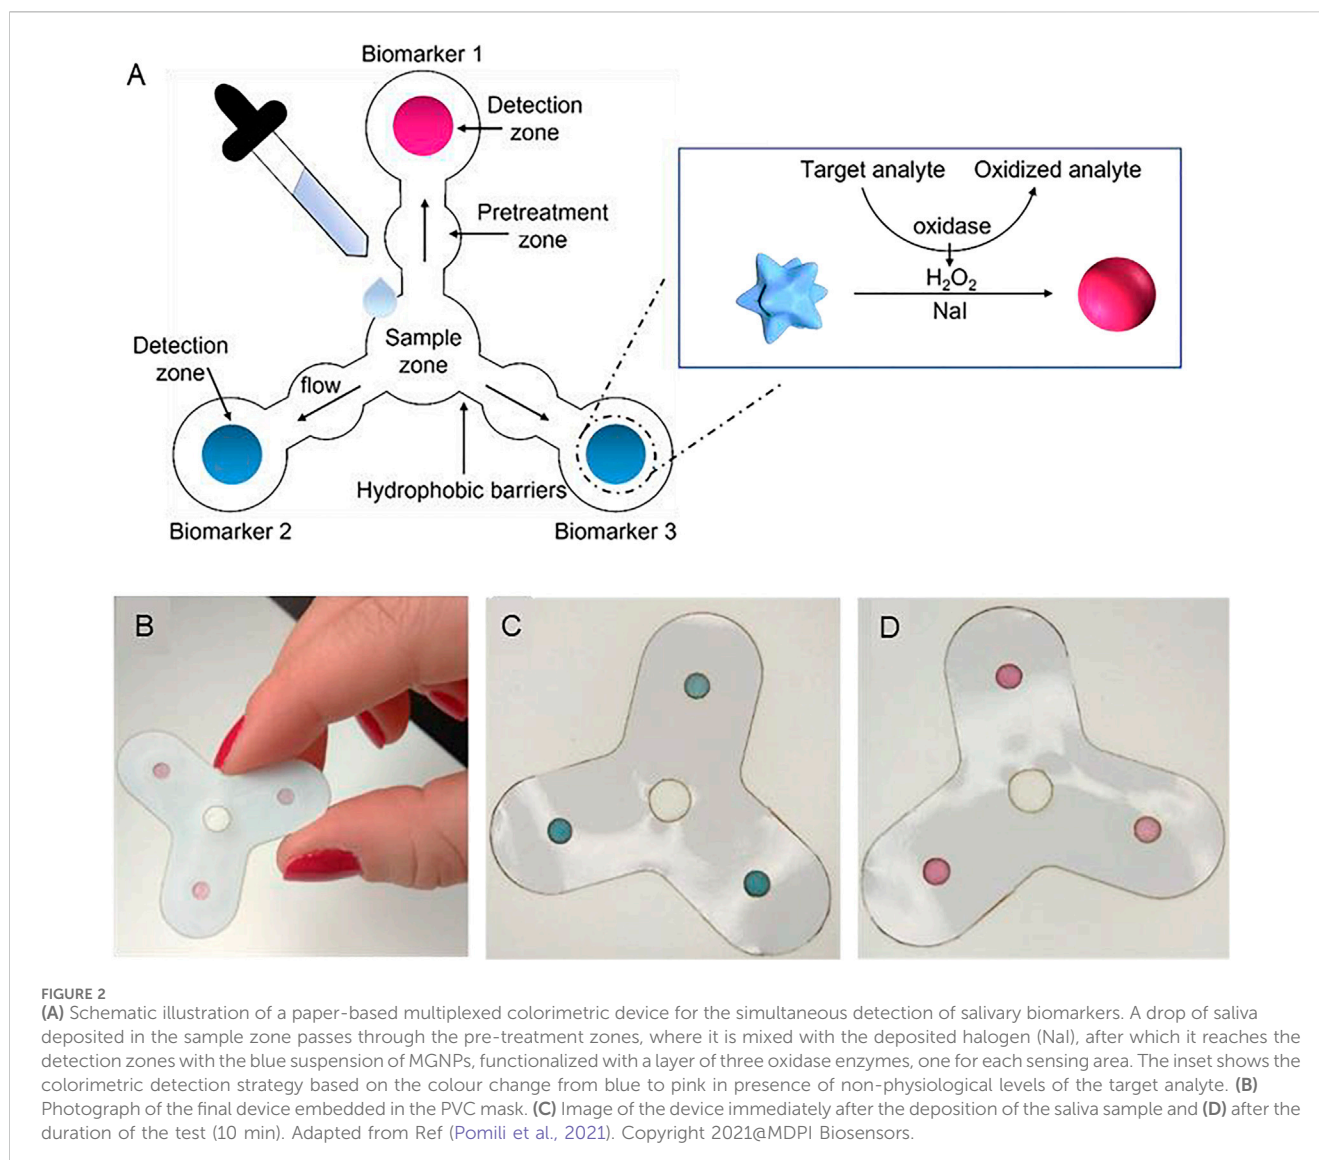 A
Biomarker 1
Detection
zone
Pretreatment
zone
Sample
zone
Detection
zone
flow
Hydrophobic barriers
Biomarker 2
Biomarker 3
Target analyte
Oxidized analyte
oxidase
H₂O₂
NaI
B
C
D
FIGURE 2
(A) Schematic illustration of a paper-based multiplexed colorimetric device for the simultaneous detection of salivary biomarkers. A drop of saliva
deposited in the sample zone passes through the pre-treatment zones, where it is mixed with the deposited halogen (NaI), after which it reaches the
detection zones with the blue suspension of MGNPs, functionalized with a layer of three oxidase enzymes, one for each sensing area. The inset shows the
colorimetric detection strategy based on the colour change from blue to pink in presence of non-physiological levels of the target analyte. (B)
Photograph of the final device embedded in the PVC mask. (C) Image of the device immediately after the deposition of the saliva sample and (D) after the
duration of the test (10 min). Adapted from Ref (Pomili et al., 2021). Copyright 2021@MDPI Biosensors.